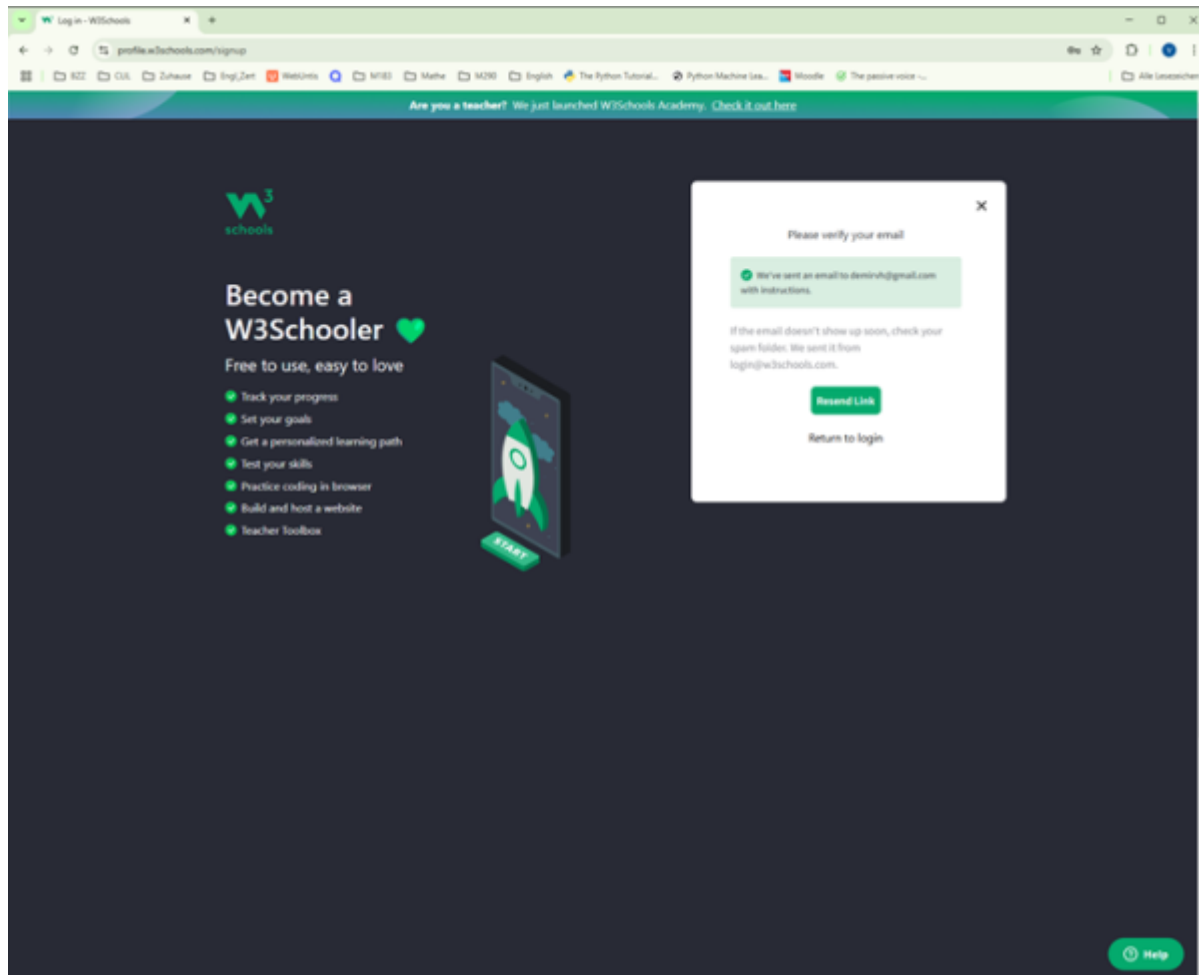 Log in - W3Schools
profile.w3schools.com/signup
BZZ
Zuhause
Engl_Zert
WebUntis
M183
Mathe
M290
English
The Python Tutorial...
Python Machine Lea...
Moodle
The passive voice -...
Alle Lesezeichen
Are you a teacher? We just launched W3Schools Academy. Check it out here
W3
schools
Become a
W3Schooler
Free to use, easy to love
Track your progress
Set your goals
Get a personalized learning path
Test your skills
Practice coding in browser
Build and host a website
Teacher Toolbox
START
Please verify your email
We've sent an email to demirvh@gmail.com
with instructions.
If the email doesn't show up soon, check your
spam folder. We sent it from
login@w3schools.com.
Resend Link
Return to login
Help